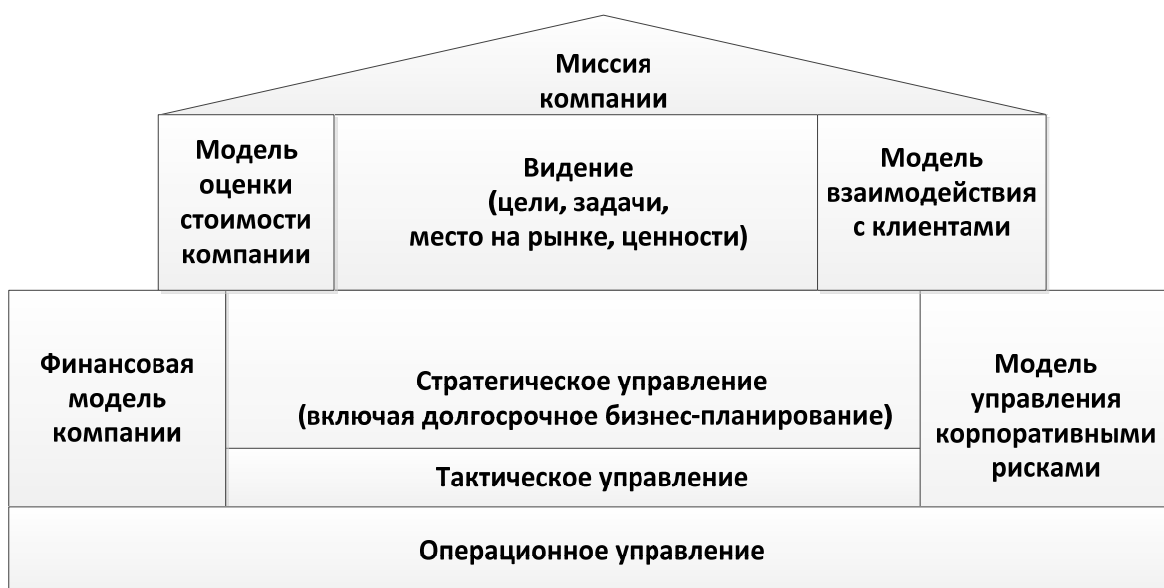 Миссия
компании
Модель
оценки
стоимости
компании
Видение
(цели, задачи,
место на рынке, ценности)
Модель
взаимодействия
с клиентами
Финансовая
модель
компании
Стратегическое управление
(включая долгосрочное бизнес-планирование)
Тактическое управление
Модель
управления
корпоративными
рисками
Операционное управление